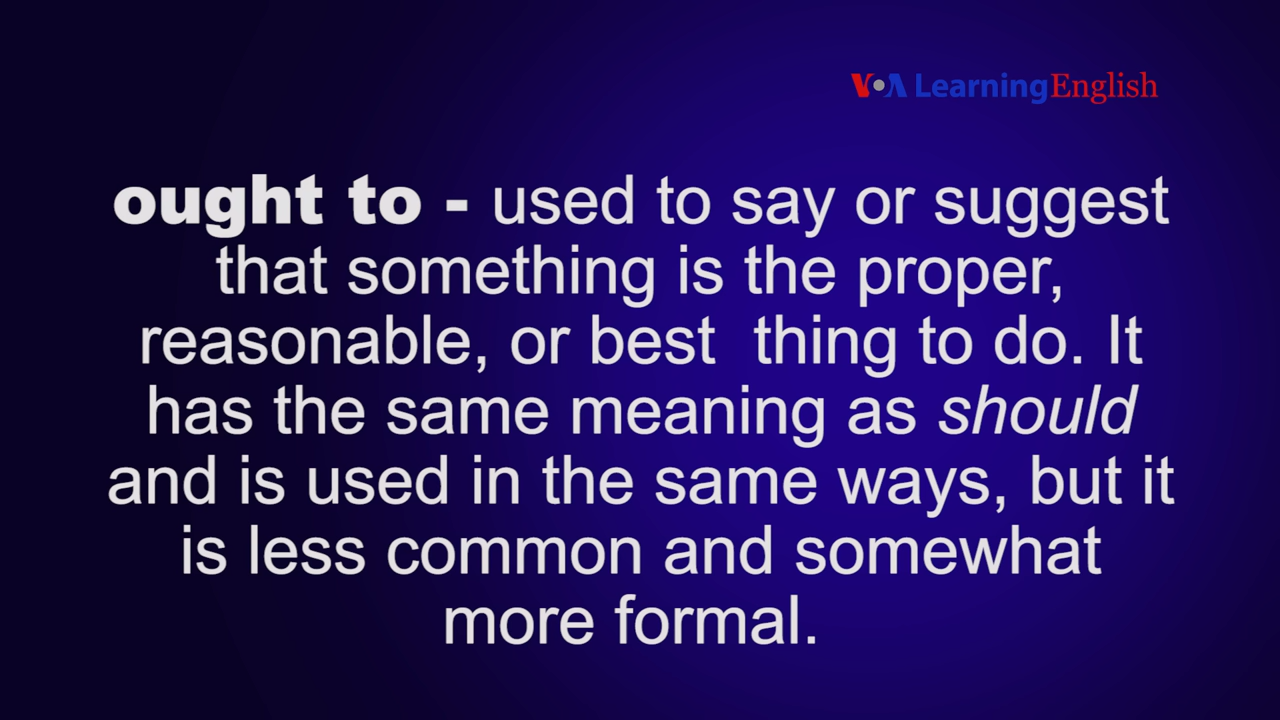 VOA Learning English
ought to - used to say or suggest
that something is the proper,
reasonable, or best  thing to do. It
has the same meaning as should
and is used in the same ways, but it
is less common and somewhat
more formal.